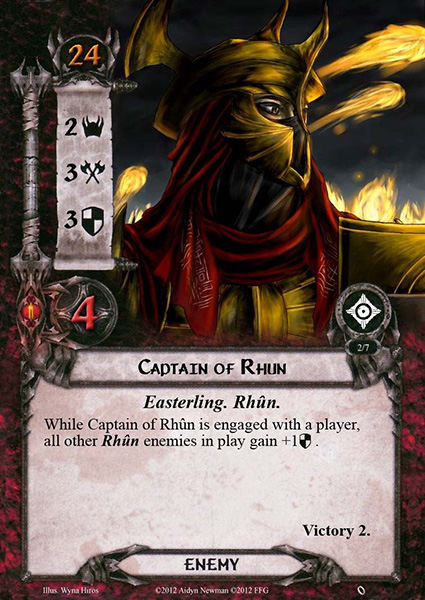 24
2
3
3
4
2/7
Captain of Rhun
Easterling. Rhûn.
While Captain of Rhûn is engaged with a player,
all other Rhûn enemies in play gain +1 .
Victory 2.
ENEMY
Illus. Wyna Hiros ©2012 Aidyn Newman ©2012 FFG 0